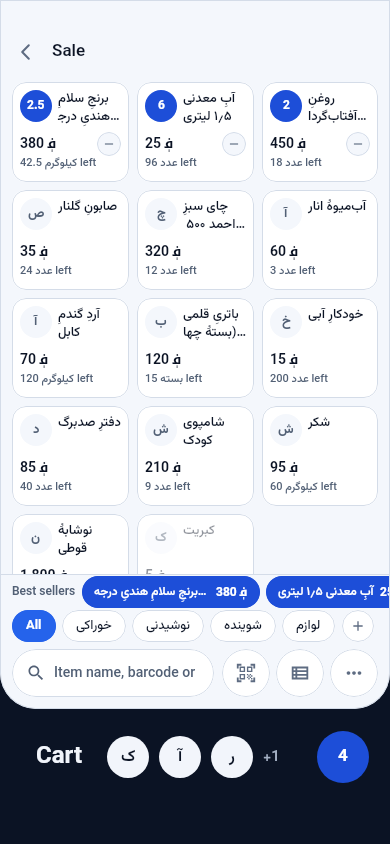 Sale
2.5
برنجِ سلامِ
هندیِ درجـ...
380 ؋
42.5 کیلوگرم left
6
آبِ معدنی
۱٫۵ لیتری
25 ؋
96 عدد left
2
روغنِ
آفتاب‌گردا...
450 ؋
18 عدد left
ص
صابونِ گلنار
35 ؋
24 عدد left
چ
چای سبزِ
احمد ۵۰۰...
320 ؋
12 عدد left
آ
آب‌میوهٔ انار
60 ؋
3 عدد left
آ
آردِ گندمِ
کابل
70 ؋
120 کیلوگرم left
ب
باتریِ قلمی
(بستهٔ چها...
120 ؋
15 بسته left
خ
خودکارِ آبی
15 ؋
200 عدد left
د
دفترِ صدبرگ
85 ؋
40 عدد left
ش
شامپوی
کودک
210 ؋
9 عدد left
ش
شکر
95 ؋
60 کیلوگرم left
ن
نوشابهٔ
قوطی
1,800 ؋
ک
کبریت
5 ؋
Best sellers
برنجِ سلامِ هندیِ درجه... 380 ؋
آبِ معدنی ۱٫۵ لیتری 25
All
خوراکی
نوشیدنی
شوینده
لوازم
+
Item name, barcode or
Cart
ک
آ
ر
+1
4